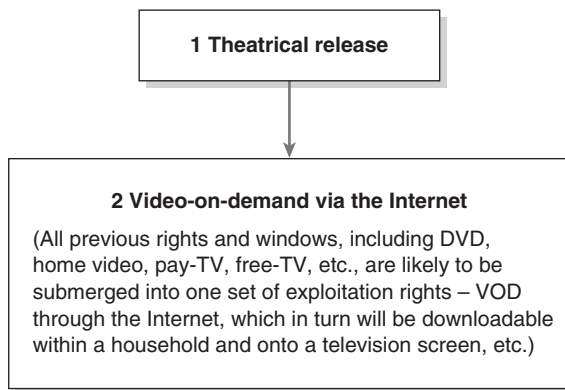 1 Theatrical release
2 Video-on-demand via the Internet
(All previous rights and windows, including DVD,
home video, pay-TV, free-TV, etc., are likely to be
submerged into one set of exploitation rights – VOD
through the Internet, which in turn will be downloadable
within a household and onto a television screen, etc.)